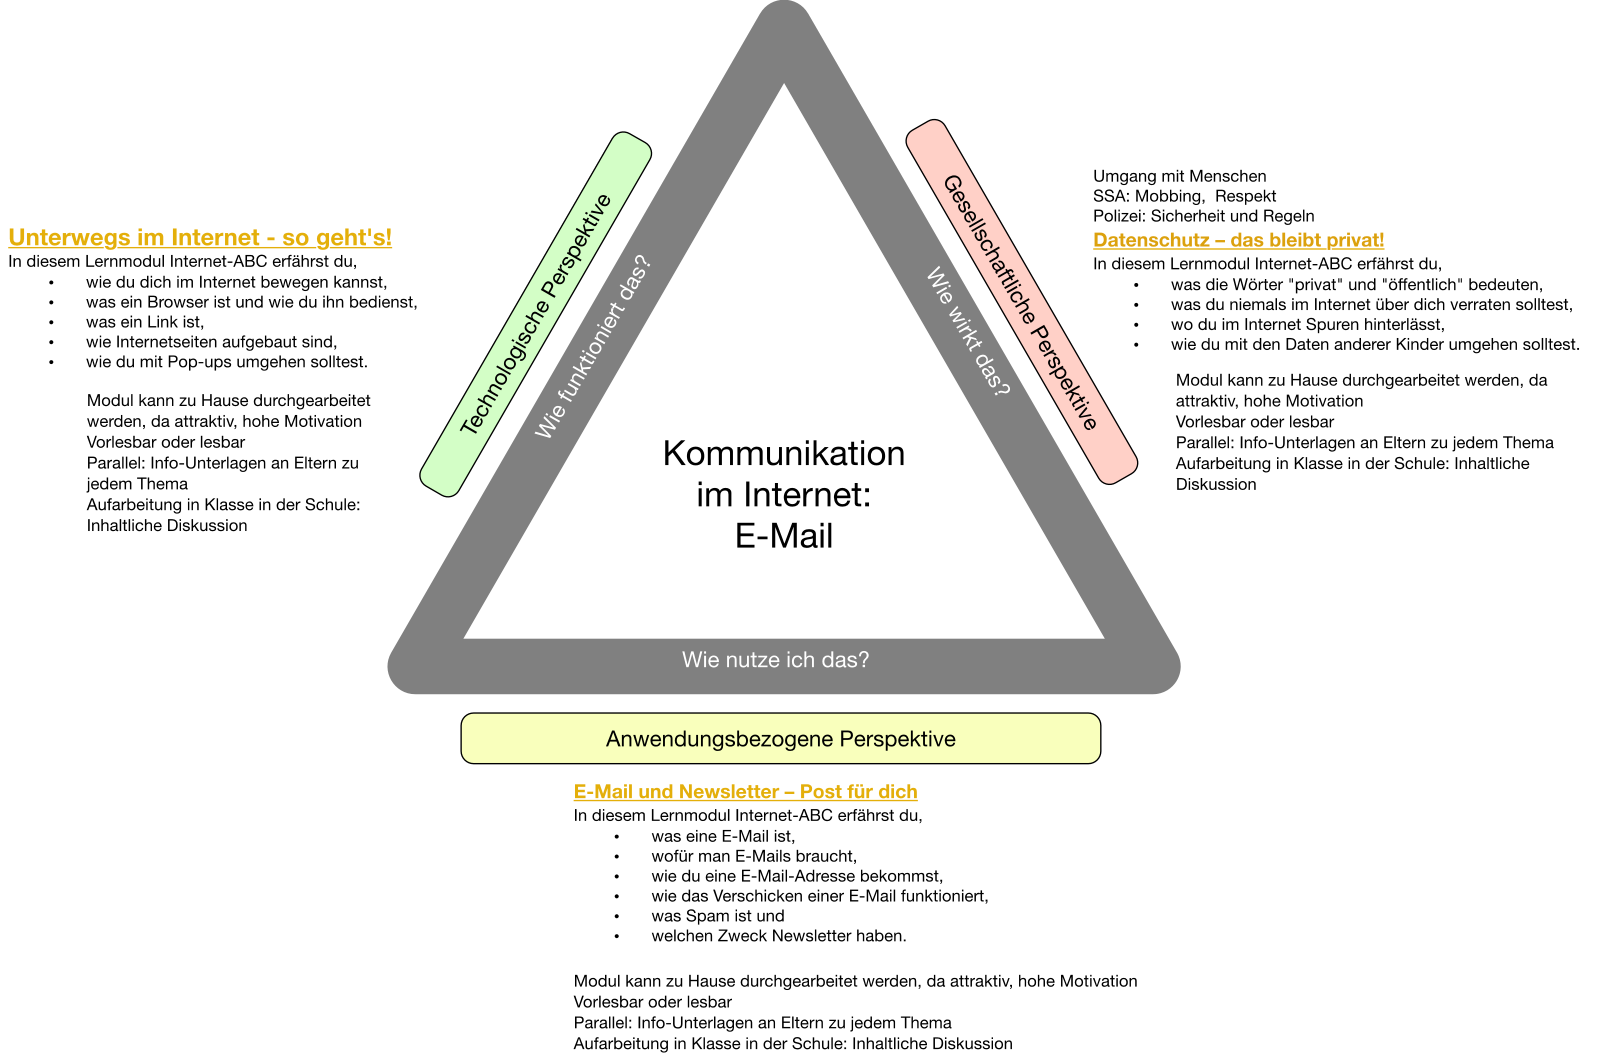 Unterwegs im Internet - so geht's!
In diesem Lernmodul Internet-ABC erfährst du,
• wie du dich im Internet bewegen kannst,
• was ein Browser ist und wie du ihn bedienst,
• was ein Link ist,
• wie Internetseiten aufgebaut sind,
• wie du mit Pop-ups umgehen solltest.
Modul kann zu Hause durchgearbeitet
werden, da attraktiv, hohe Motivation
Vorlesbar oder lesbar
Parallel: Info-Unterlagen an Eltern zu
jedem Thema
Aufarbeitung in Klasse in der Schule:
Inhaltliche Diskussion
Technologische Perspektive
Wie funktioniert das?
Kommunikation
im Internet:
E-Mail
Wie wirkt das?
Gesellschaftliche Perspektive
Umgang mit Menschen
SSA: Mobbing,  Respekt
Polizei: Sicherheit und Regeln
Datenschutz – das bleibt privat!
In diesem Lernmodul Internet-ABC erfährst du,
• was die Wörter "privat" und "öffentlich" bedeuten,
• was du niemals im Internet über dich verraten solltest,
• wo du im Internet Spuren hinterlässt,
• wie du mit den Daten anderer Kinder umgehen solltest.
Modul kann zu Hause durchgearbeitet werden, da
attraktiv, hohe Motivation
Vorlesbar oder lesbar
Parallel: Info-Unterlagen an Eltern zu jedem Thema
Aufarbeitung in Klasse in der Schule: Inhaltliche
Diskussion
Wie nutze ich das?
Anwendungsbezogene Perspektive
E-Mail und Newsletter – Post für dich
In diesem Lernmodul Internet-ABC erfährst du,
• was eine E-Mail ist,
• wofür man E-Mails braucht,
• wie du eine E-Mail-Adresse bekommst,
• wie das Verschicken einer E-Mail funktioniert,
• was Spam ist und
• welchen Zweck Newsletter haben.
Modul kann zu Hause durchgearbeitet werden, da attraktiv, hohe Motivation
Vorlesbar oder lesbar
Parallel: Info-Unterlagen an Eltern zu jedem Thema
Aufarbeitung in Klasse in der Schule: Inhaltliche Diskussion